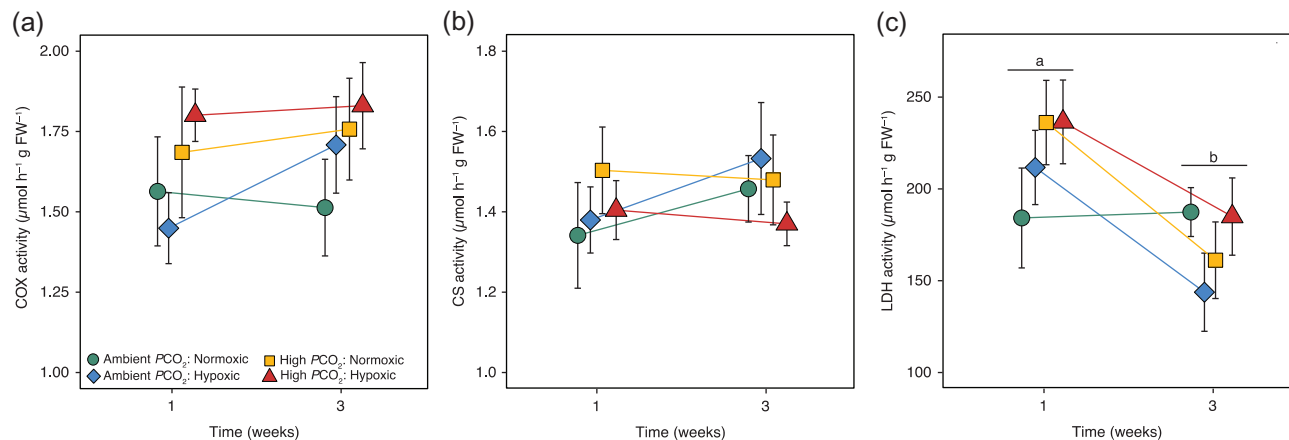 (a)
COX activity (µmol h⁻¹ g FW⁻¹)
2.00
1.75
1.50
1.25
1.00
Ambient PCO₂: Normoxic
High PCO₂: Normoxic
Ambient PCO₂: Hypoxic
High PCO₂: Hypoxic
1 3
Time (weeks)
(b)
CS activity (µmol h⁻¹ g FW⁻¹)
1.8
1.6
1.4
1.2
1.0
1 3
Time (weeks)
(c)
LDH activity (µmol h⁻¹ g FW⁻¹)
250
200
150
100
a
b
1 3
Time (weeks)